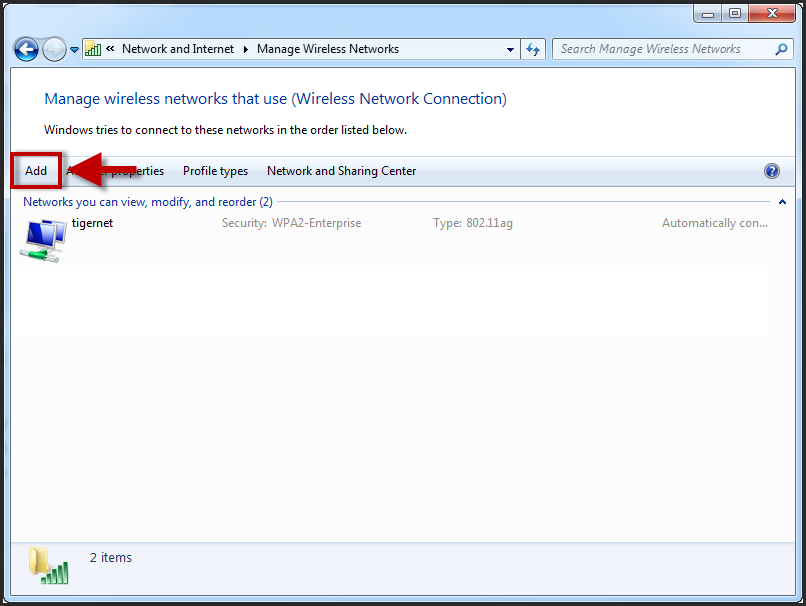 « Network and Internet Manage Wireless Networks Search Manage Wireless Networks
Manage wireless networks that use (Wireless Network Connection)
Windows tries to connect to these networks in the order listed below.
Add properties Profile types Network and Sharing Center ?
Networks you can view, modify, and reorder (2)
tigernet Security: WPA2-Enterprise Type: 802.11ag Automatically con...
2 items